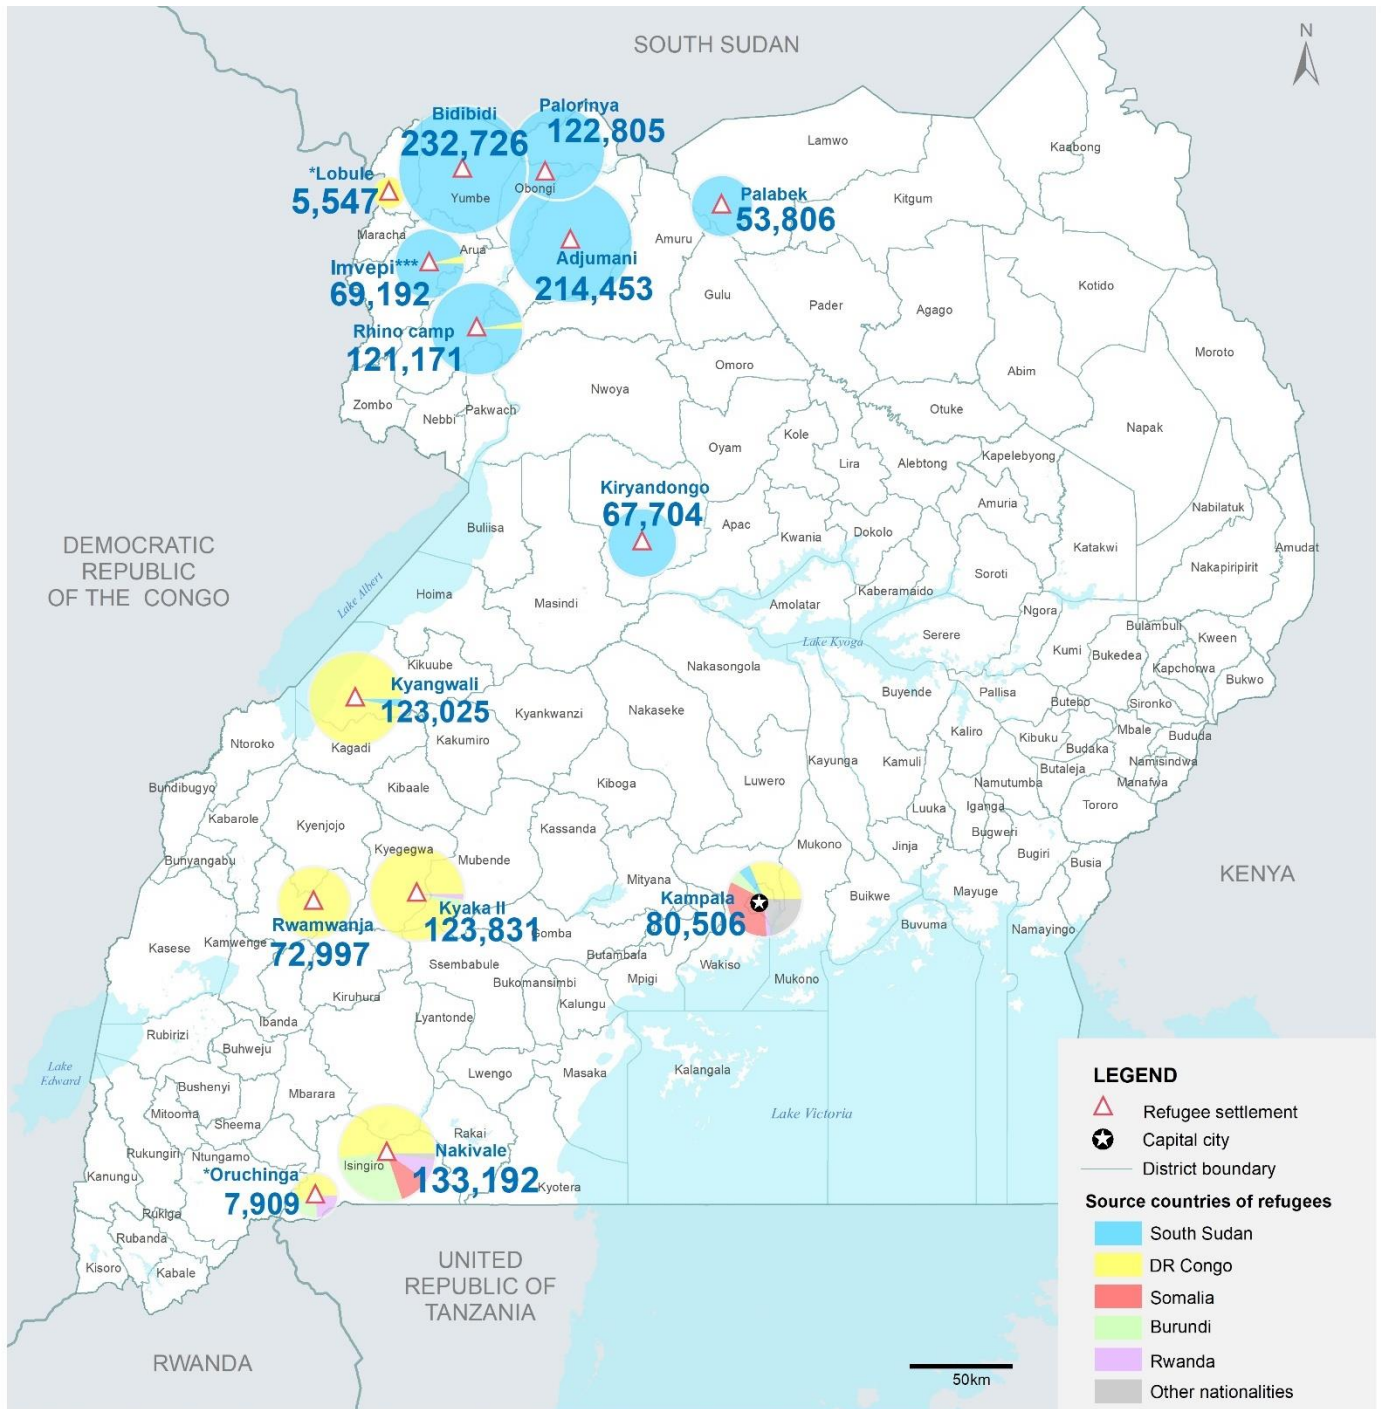 SOUTH SUDAN
N
Bidibidi
232,726
Palorinya
122,805
*Lobule
5,547
Yumbe
Obongi
Palabek
53,806
Lamwo
Kaabong
Kitgum
Maracha
Arua
Imvepi***
69,192
Adjumani
214,453
Amuru
Gulu
Pader
Agago
Kotido
Rhino camp
121,171
Moroto
Omoro
Abim
Nwoya
Otuke
Napak
Zombo
Nebbi
Pakwach
Oyam
Kole
Lira
Alebtong
Kapelebyong
Kiryandongo
67,704
Amuria
Nabilatuk
Buliisa
Apac
Kwania
Dokolo
Katakwi
Amudat
Nakapiripirit
DEMOCRATIC
REPUBLIC
OF THE CONGO
Lake Albert
Hoima
Masindi
Amolatar
Kaberamaido
Soroti
Ngora
Lake Kyoga
Serere
Bulambuli
Kween
Kumi
Bukedea
Kapchorwa
Bukwo
Kikuube
Kyangwali
123,025
Nakasongola
Buyende
Pallisa
Butebo
Sironko
Kyankwanzi
Nakaseke
Kagadi
Kakumiro
Ntoroko
Kaliro
Kibuku
Mbale
Bududa
Budaka
Namisindwa
Kayunga
Kamuli
Butaleja
Manafwa
Bundibugyo
Kibaale
Kiboga
Luwero
Namutumba
Tororo
Kabarole
Kyenjojo
Kassanda
Luuka
Iganga
Bugweri
Bunyangabu
Kyegegwa
Mubende
Mukono
Jinja
Bugiri
Busia
KENYA
Mityana
Kampala
80,506
Buikwe
Mayuge
Namayingo
Rwamwanja
72,997
Kyaka II
123,831
Gomba
Buvuma
Kasese
Kamwenge
Butambala
Wakiso
Ssembabule
Mpigi
Mukono
Bukomansimbi
Kalungu
Kiruhura
Lyantonde
Ibanda
Rubirizi
Buhweju
Lake
Edward
Lwengo
Masaka
Kalangala
Bushenyi
Mbarara
Mitooma
Sheema
Lake Victoria
Rukungiri
Ntungamo
Kanungu
Rakai
Isingiro
Nakivale
133,192
*Oruchinga
7,909
Kyotera
Rukiga
Rubanda
Kisoro
Kabale
UNITED
REPUBLIC OF
TANZANIA
RWANDA
LEGEND
Refugee settlement
Capital city
District boundary
Source countries of refugees
South Sudan
DR Congo
Somalia
Burundi
Rwanda
Other nationalities
50km